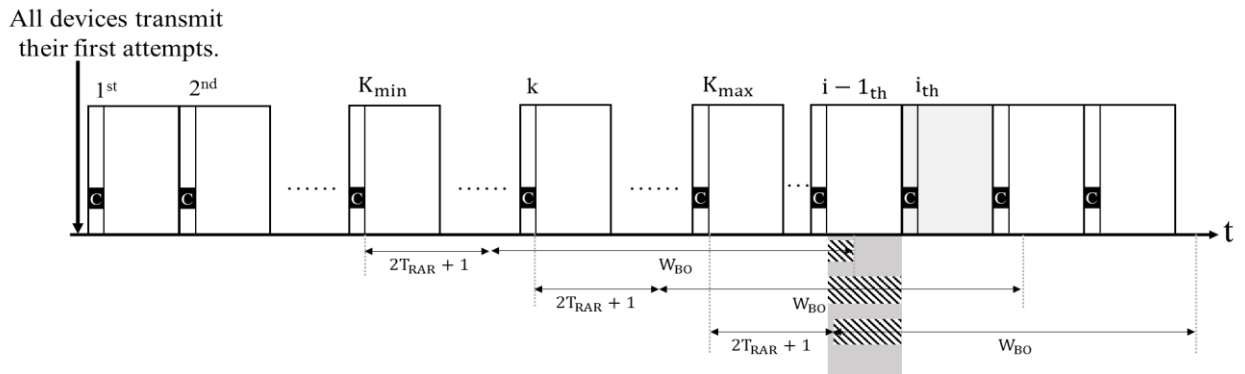 All devices transmit
their first attempts.
1st 2nd Kmin k Kmax i − 1th ith
...... ...... ...... ...
C C C C C C C C C
t
2TRAR + 1 WBO
2TRAR + 1 WBO
2TRAR + 1 WBO